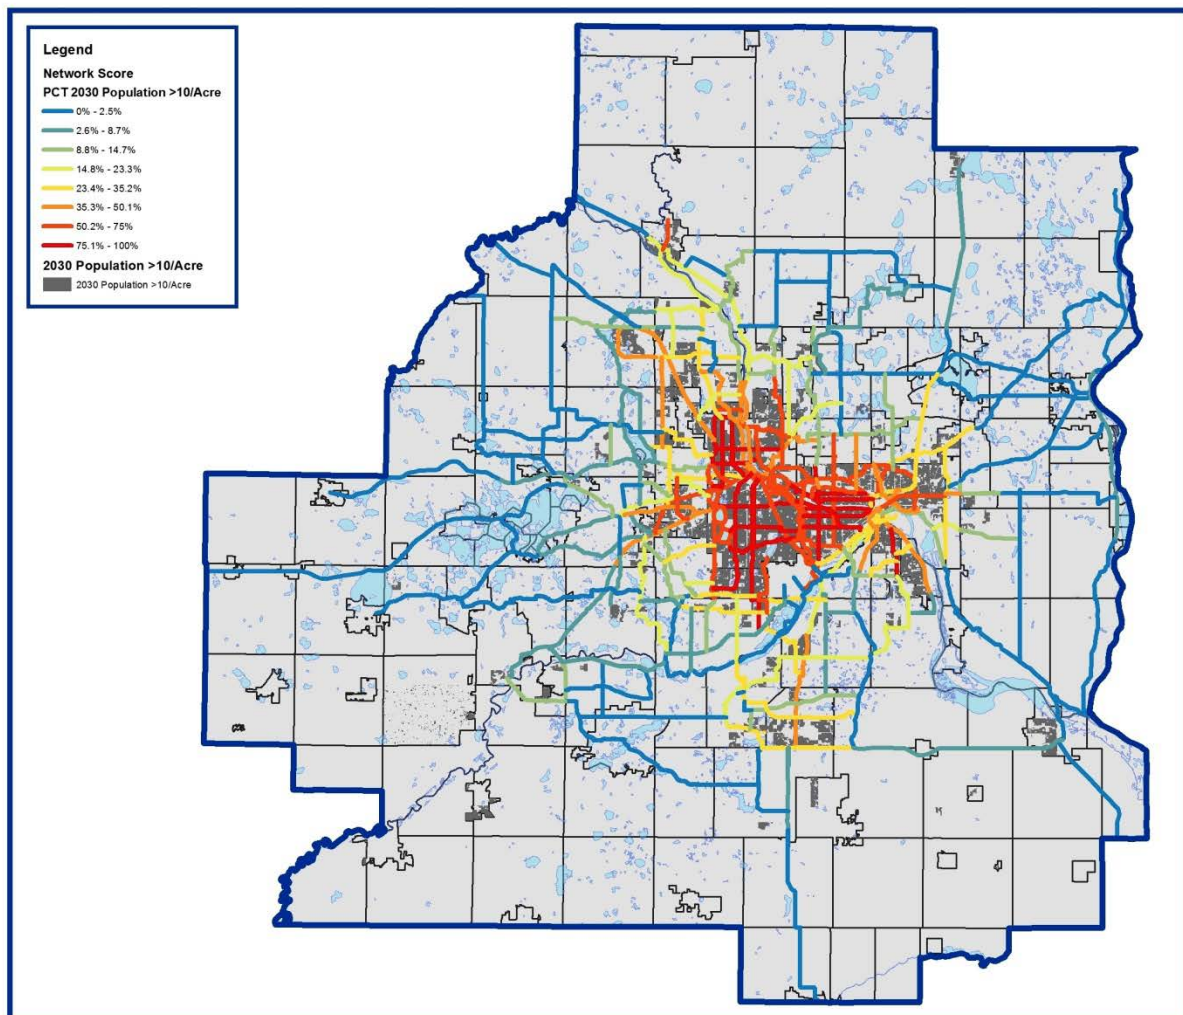 Legend
Network Score
PCT 2030 Population >10/Acre
0% - 2.5%
2.6% - 8.7%
8.8% - 14.7%
14.8% - 23.3%
23.4% - 35.2%
35.3% - 50.1%
50.2% - 75%
75.1% - 100%
2030 Population >10/Acre
2030 Population >10/Acre